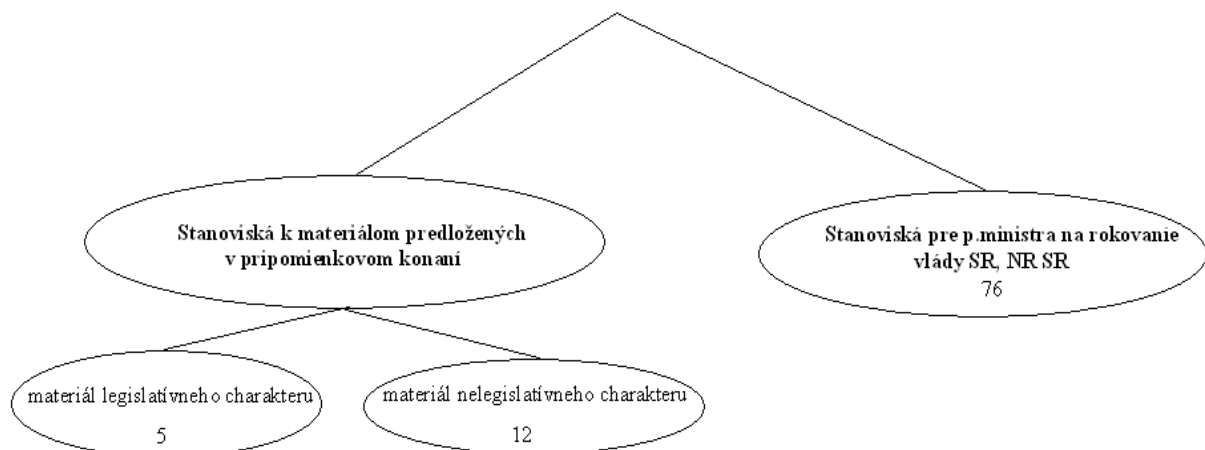 Stanoviská k materiálom predložených
v pripomienkovom konaní
Stanoviská pre p.ministra na rokovanie
vlády SR, NR SR
76
materiál legislatívneho charakteru
5
materiál nelegislatívneho charakteru
12